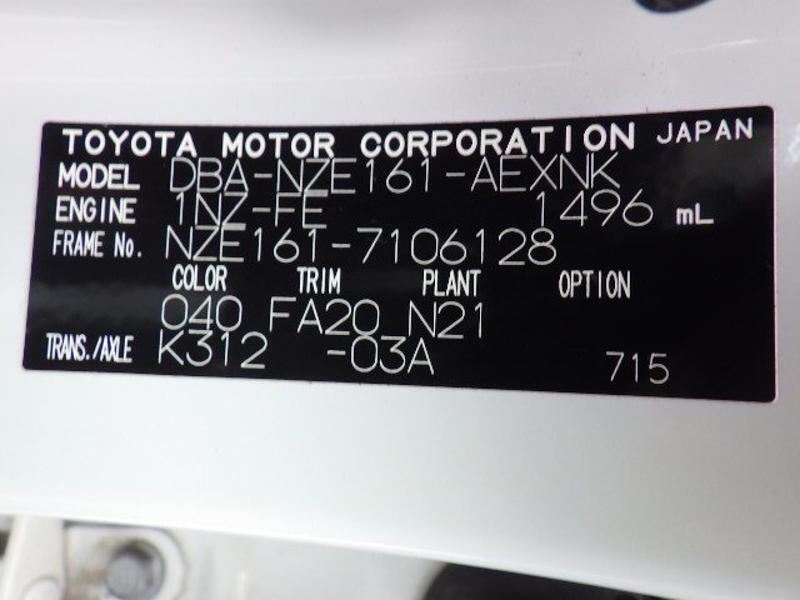 TOYOTA MOTOR CORPORATION JAPAN
MODEL DBA-NZE161-AEXNK
ENGINE 1NZ-FE 1496 mL
FRAME No. NZE161-7106128
COLOR TRIM PLANT OPTION
040 FA20 N21
TRANS./AXLE K312 -03A 715